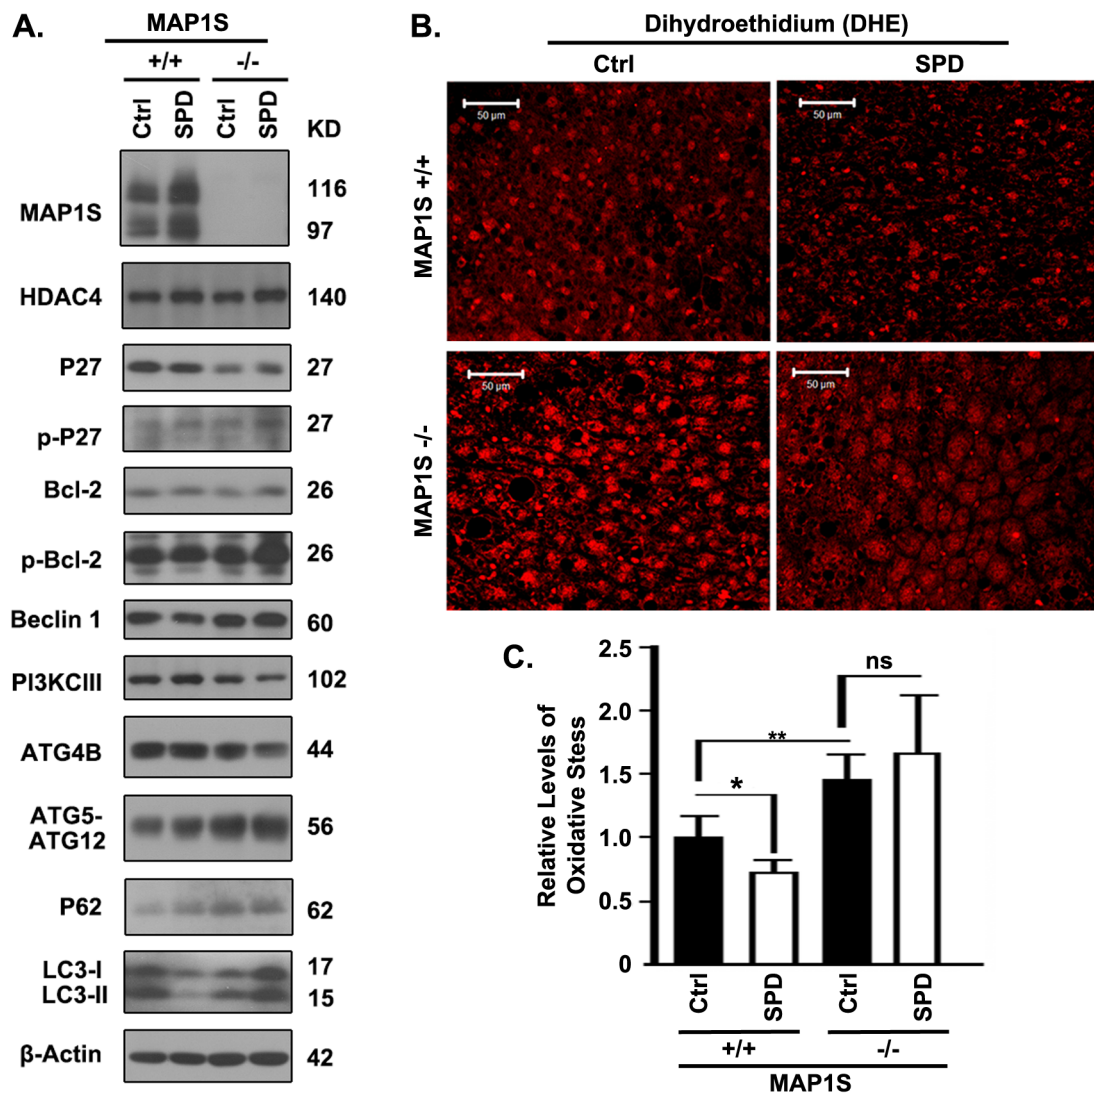 A.
MAP1S
+/+ -/-
Ctrl SPD Ctrl SPD KD
MAP1S 116
97
HDAC4 140
P27 27
p-P27 27
Bcl-2 26
p-Bcl-2 26
Beclin 1 60
PI3KCIII 102
ATG4B 44
ATG5-
ATG12 56
P62 62
LC3-I 17
LC3-II 15
β-Actin 42
B.
Dihydroethidium (DHE)
Ctrl SPD
MAP1S +/+
50 µm 50 µm
MAP1S -/-
50 µm 50 µm
C.
Relative Levels of
Oxidative Stess
2.5
2.0
1.5
1.0
0.5
0
** * ns
Ctrl SPD Ctrl SPD
+/+ -/-
MAP1S